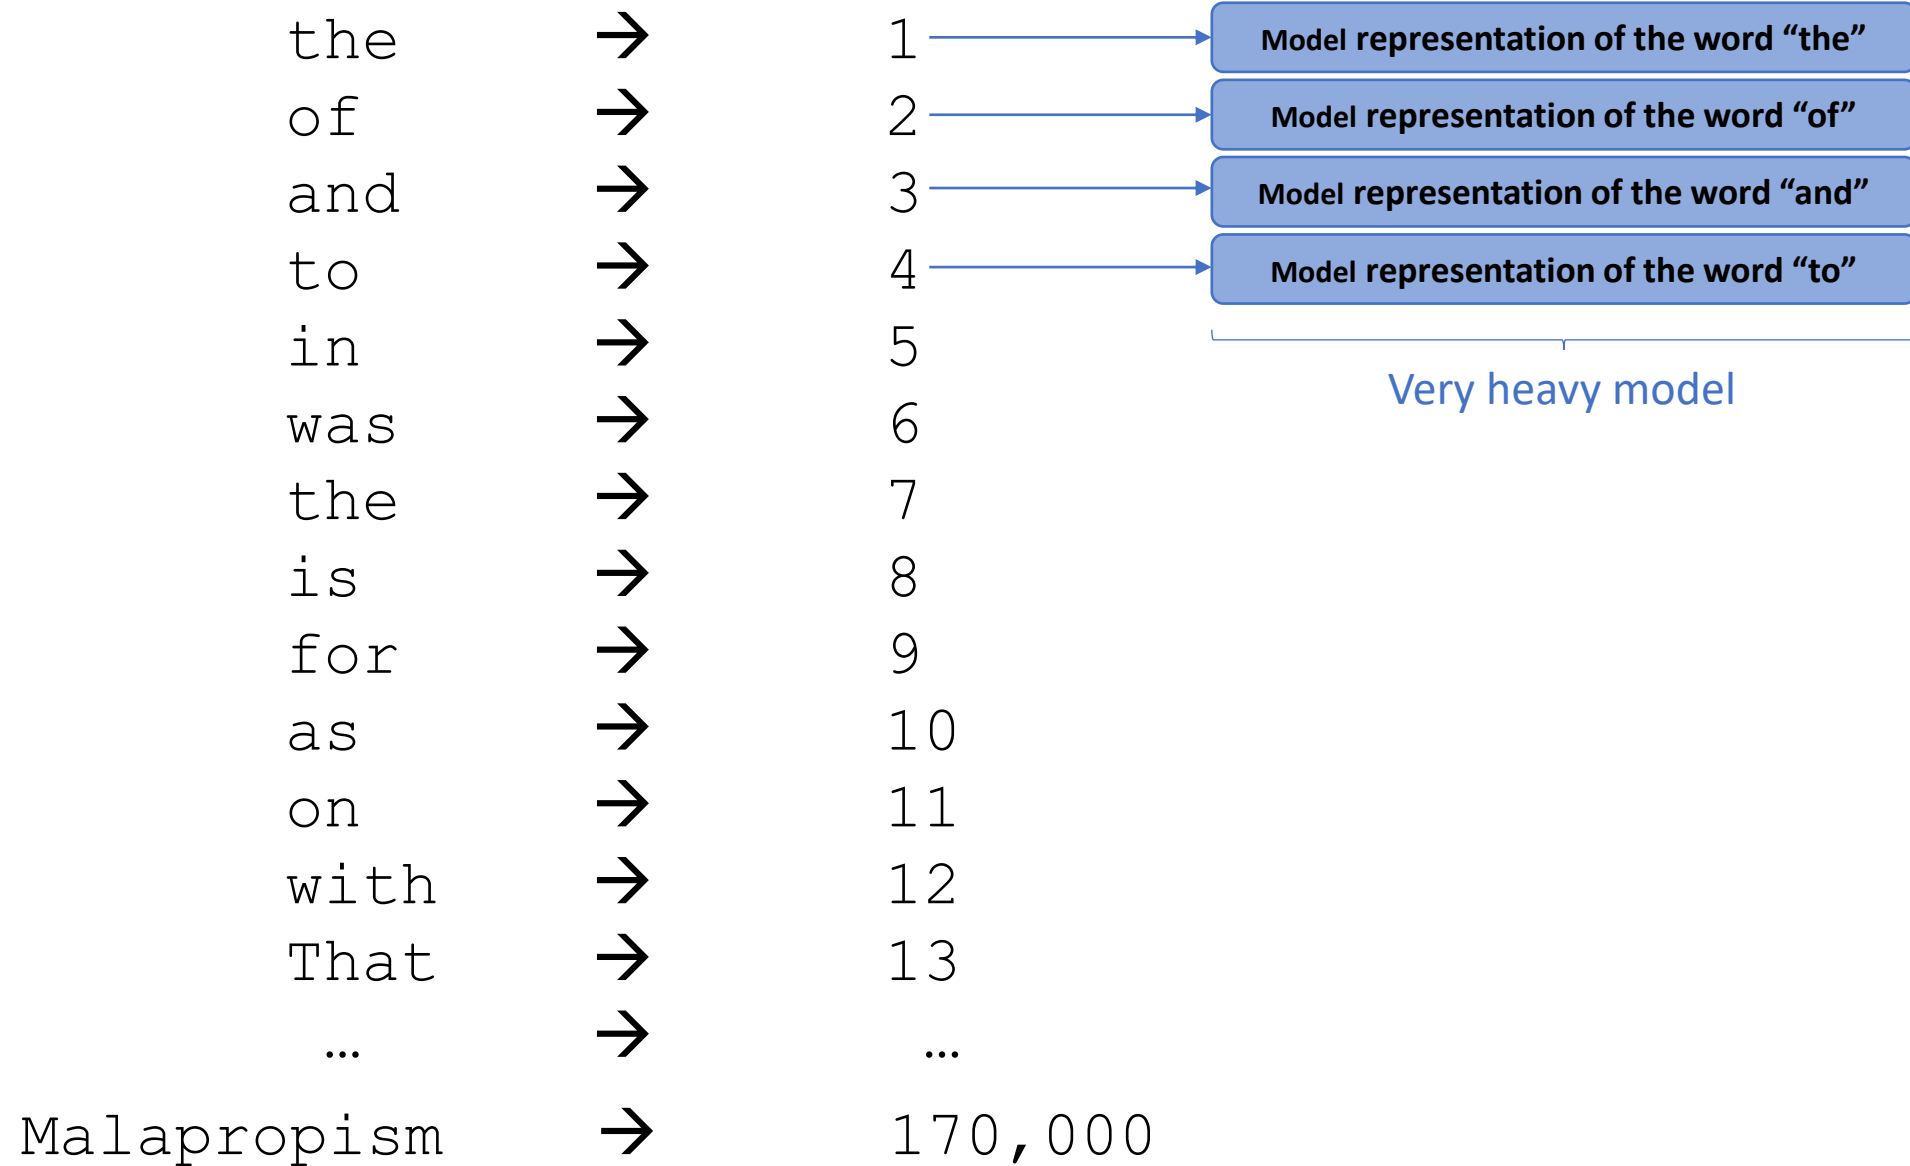 the → 1 Model representation of the word “the”
of → 2 Model representation of the word “of”
and → 3 Model representation of the word “and”
to → 4 Model representation of the word “to”
in → 5
Very heavy model
was → 6
the → 7
is → 8
for → 9
as → 10
on → 11
with → 12
That → 13
… → …
Malapropism → 170,000